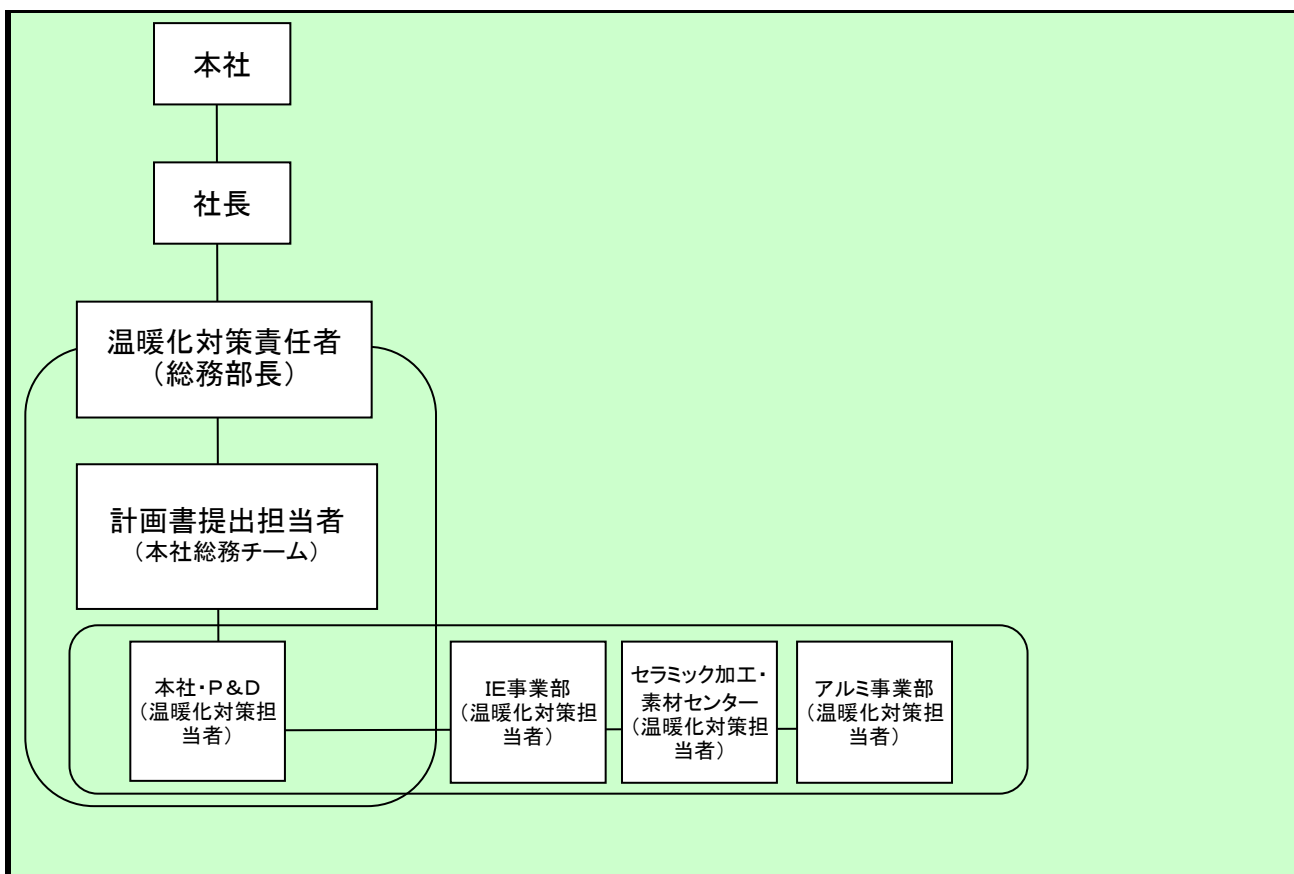 本社
社長
温暖化対策責任者
（総務部長）
計画書提出担当者
（本社総務チーム）
本社・Ｐ＆Ｄ
（温暖化対策担
当者）
IE事業部
（温暖化対策担
当者）
セラミック加工・
素材センター
（温暖化対策担
当者）
アルミ事業部
（温暖化対策担
当者）